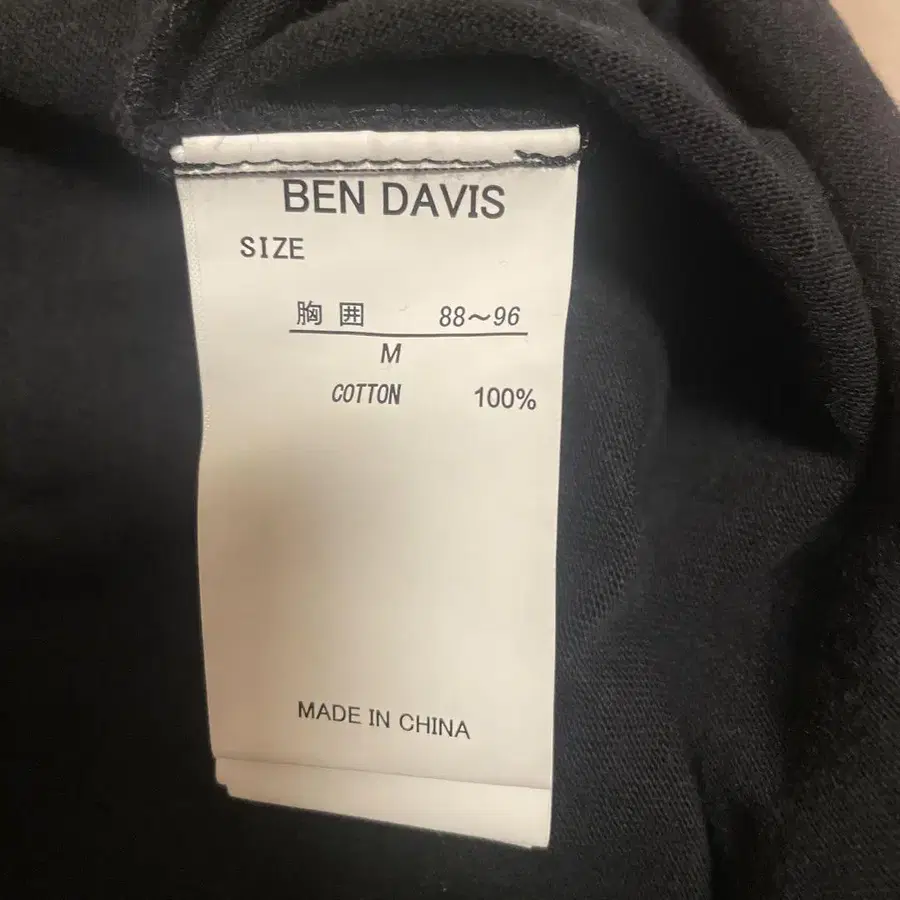 BEN DAVIS
SIZE
胸囲 88～96
M
COTTON 100%
MADE IN CHINA